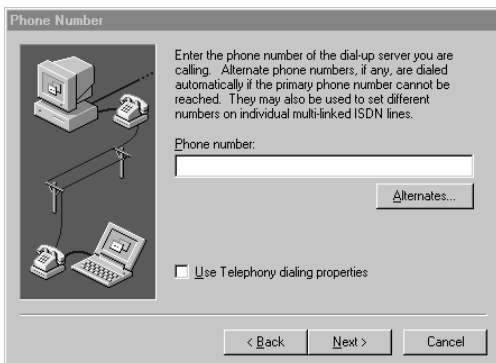 Phone Number
Enter the phone number of the dial-up server you are
calling. Alternate phone numbers, if any, are dialed
automatically if the primary phone number cannot be
reached. They may also be used to set different
numbers on individual multi-linked ISDN lines.
Phone number:
Alternates...
Use Telephony dialing properties
< Back
Next >
Cancel